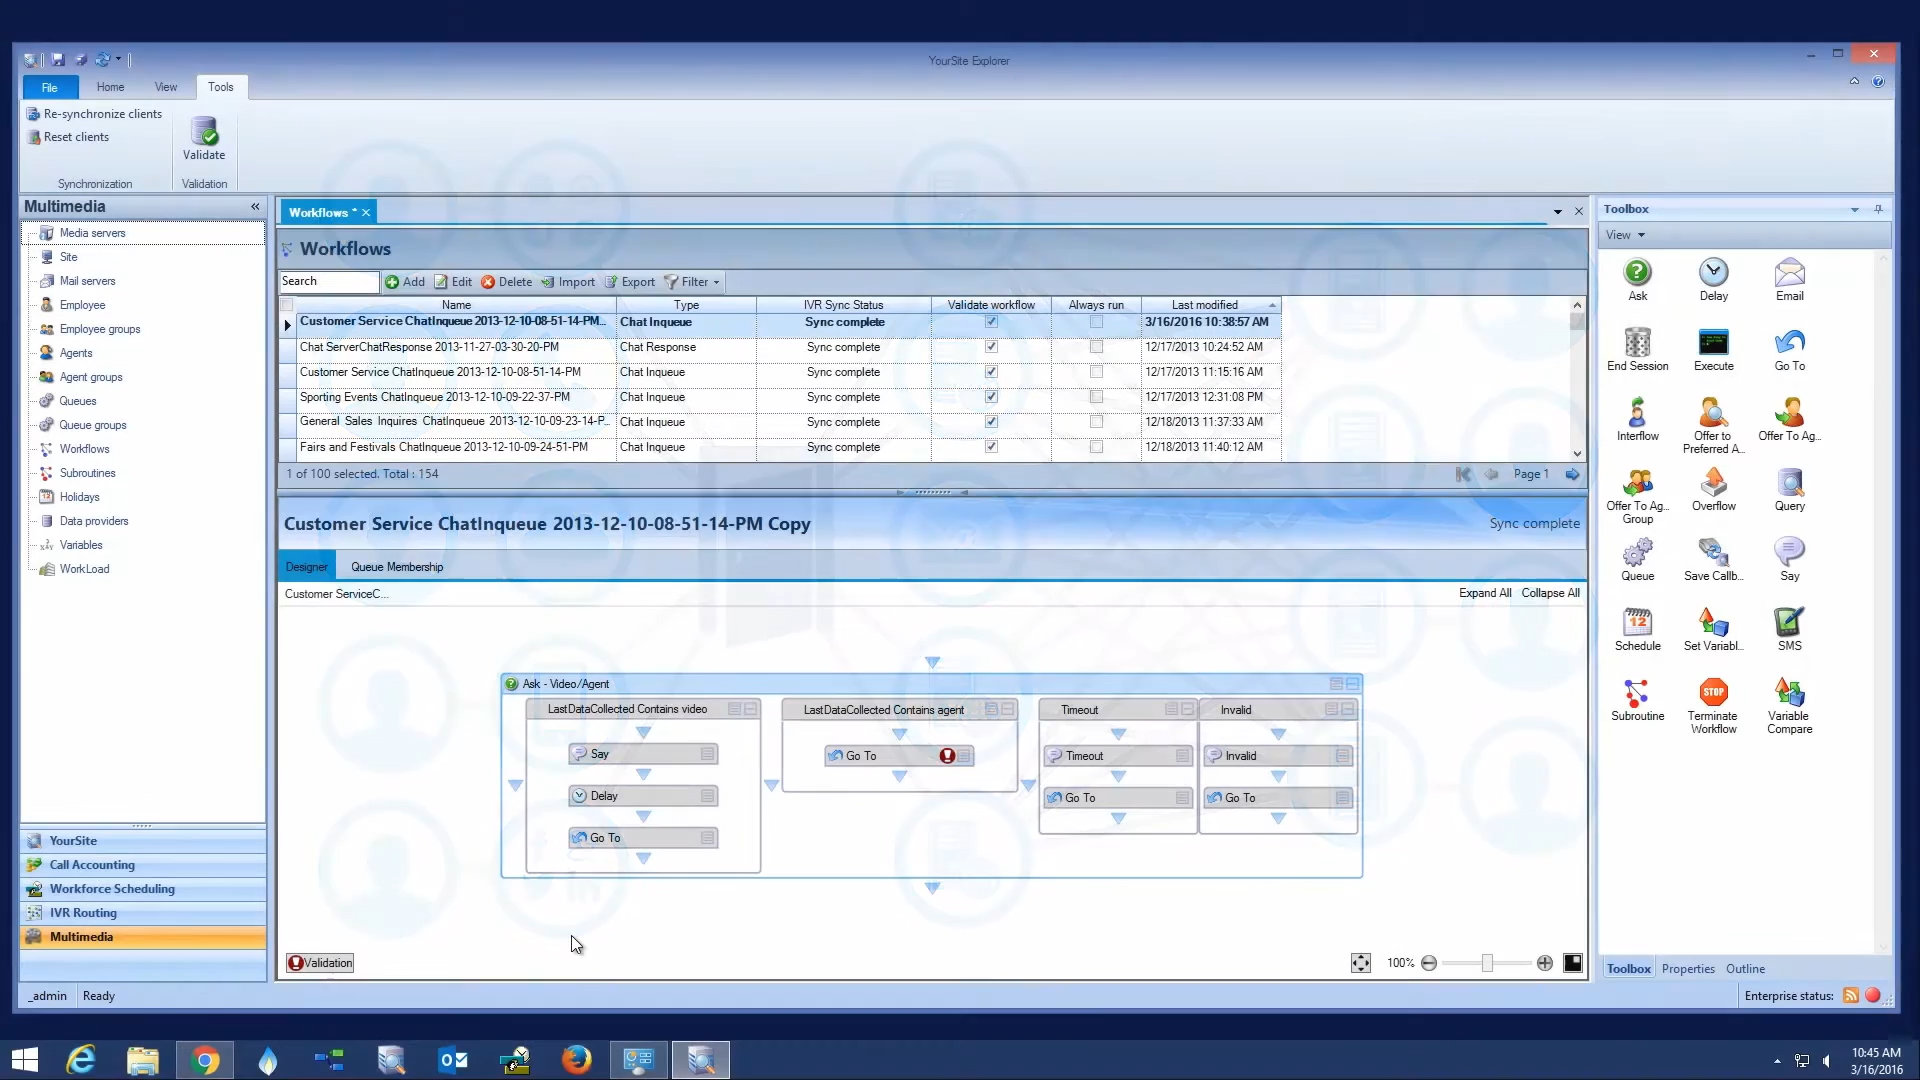 YourSite Explorer
File
Home
View
Tools
Re-synchronize clients
Reset clients
Validate
Synchronization
Validation
Multimedia
Media servers
Site
Mail servers
Employee
Employee groups
Agents
Agent groups
Queues
Queue groups
Workflows
Subroutines
Holidays
Data providers
Variables
WorkLoad
YourSite
Call Accounting
Workforce Scheduling
IVR Routing
Multimedia
_admin
Ready
Workflows *
Workflows
Search
Add
Edit
Delete
Import
Export
Filter
Name Type IVR Sync Status Validate workflow Always run Last modified
Customer Service ChatInqueue 2013-12-10-08-51-14-PM... Chat Inqueue Sync complete 3/16/2016 10:38:57 AM
Chat ServerChatResponse 2013-11-27-03-30-20-PM Chat Response Sync complete 12/17/2013 10:24:52 AM
Customer Service ChatInqueue 2013-12-10-08-51-14-PM Chat Inqueue Sync complete 12/17/2013 11:15:16 AM
Sporting Events ChatInqueue 2013-12-10-09-22-37-PM Chat Inqueue Sync complete 12/17/2013 12:31:08 PM
General Sales Inquires ChatInqueue 2013-12-10-09-23-14-P... Chat Inqueue Sync complete 12/18/2013 11:37:33 AM
Fairs and Festivals ChatInqueue 2013-12-10-09-24-51-PM Chat Inqueue Sync complete 12/18/2013 11:40:12 AM
1 of 100 selected. Total : 154
Page 1
Customer Service ChatInqueue 2013-12-10-08-51-14-PM Copy
Sync complete
Designer
Queue Membership
Customer ServiceC...
Expand All
Collapse All
Ask - Video/Agent
LastDataCollected Contains video
Say
Delay
Go To
LastDataCollected Contains agent
Go To
Timeout
Timeout
Go To
Invalid
Invalid
Go To
Validation
100%
Toolbox
View
Ask
Delay
Email
End Session
Execute
Go To
Interflow
Offer to
Preferred A...
Offer To Ag...
Offer To Ag...
Group
Overflow
Query
Queue
Save Callb...
Say
12
Schedule
Set Variabl...
SMS
Subroutine
STOP
Terminate
Workflow
Variable
Compare
Toolbox
Properties
Outline
Enterprise status:
10:45 AM
3/16/2016